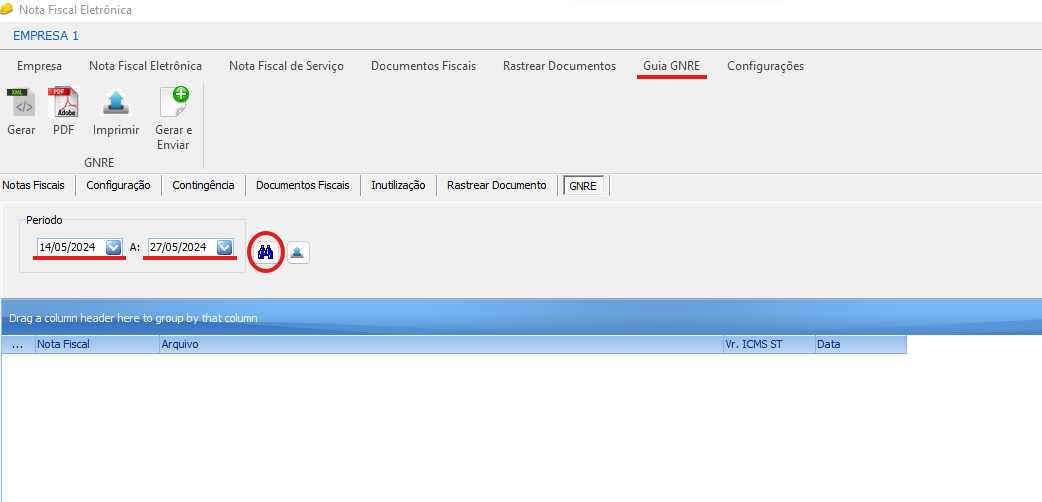 Nota Fiscal Eletrônica
EMPRESA 1
Empresa Nota Fiscal Eletrônica Nota Fiscal de Serviço Documentos Fiscais Rastrear Documentos Guia GNRE Configurações
XML PDF Adobe
Gerar PDF Imprimir Gerar e Enviar
GNRE
Notas Fiscais Configuração Contingência Documentos Fiscais Inutilização Rastrear Documento GNRE
Periodo
14/05/2024 A: 27/05/2024
Drag a column header here to group by that column
... Nota Fiscal Arquivo Vr. ICMS ST Data